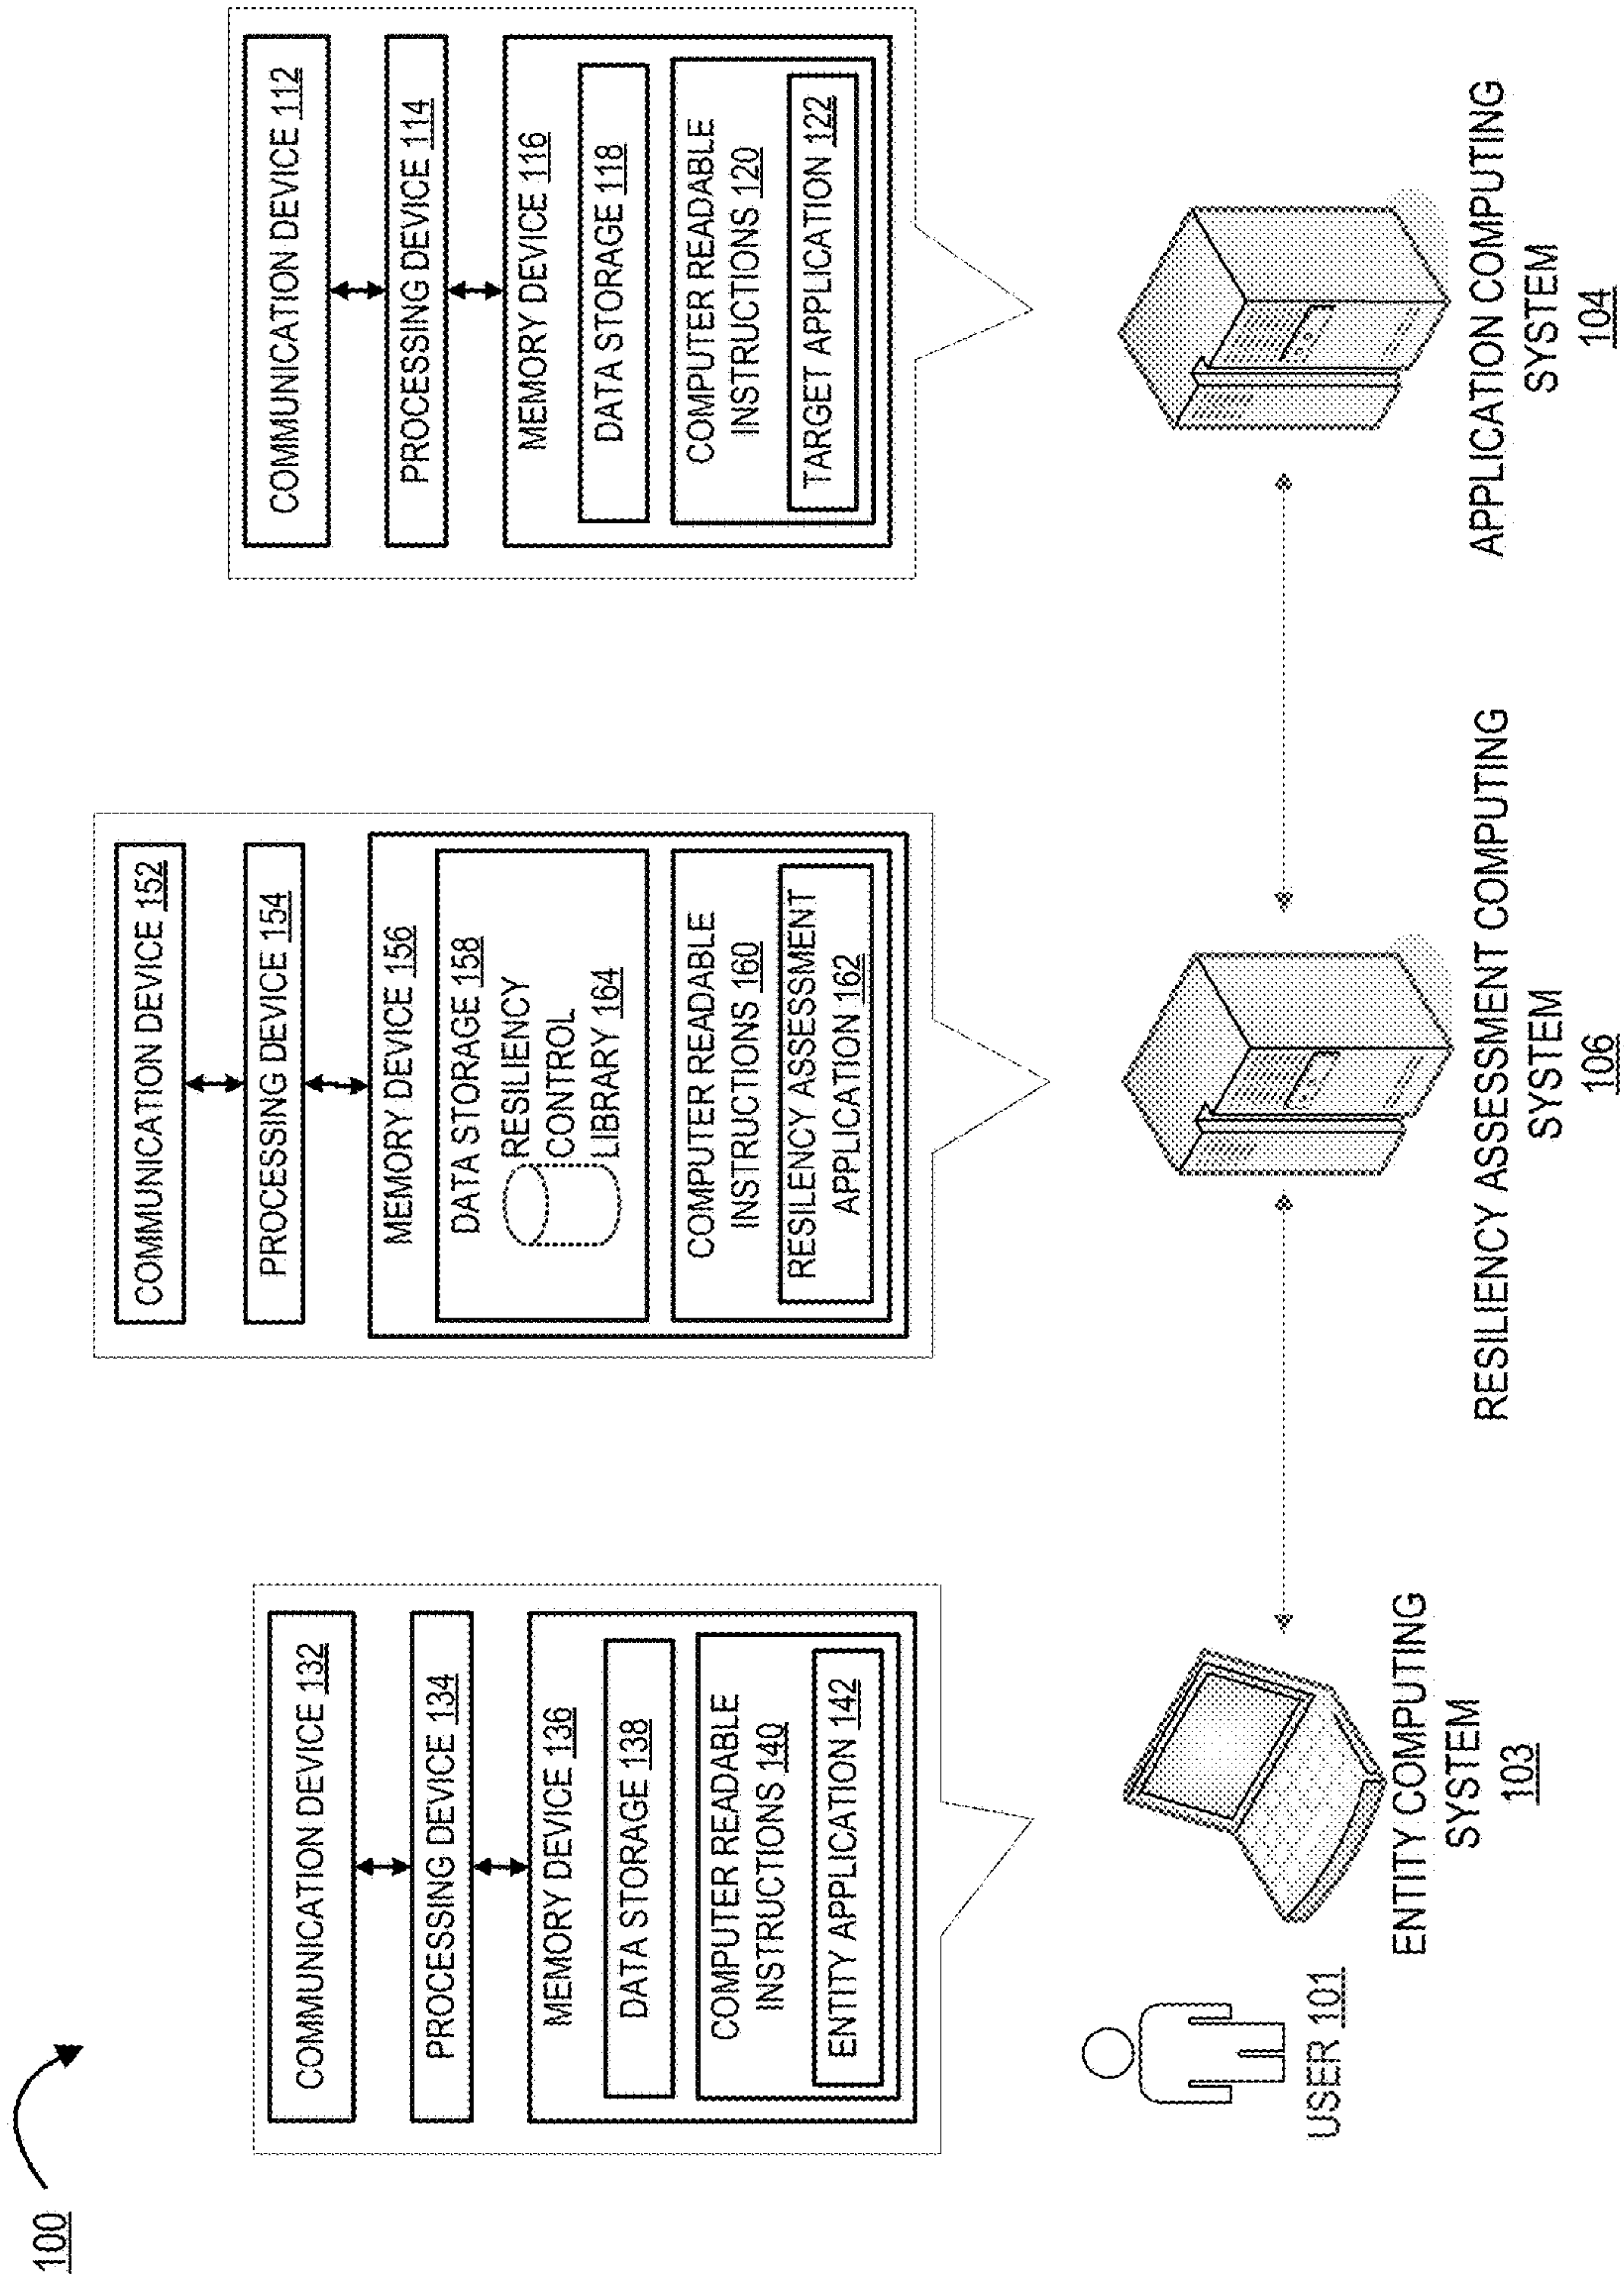 100
COMMUNICATION DEVICE 132
PROCESSING DEVICE 134
MEMORY DEVICE 136
DATA STORAGE 138
COMPUTER READABLE
INSTRUCTIONS 140
ENTITY APPLICATION 142
USER 101
ENTITY COMPUTING
SYSTEM
103
COMMUNICATION DEVICE 152
PROCESSING DEVICE 154
MEMORY DEVICE 156
DATA STORAGE 158
RESILIENCY
CONTROL
LIBRARY 164
COMPUTER READABLE
INSTRUCTIONS 160
RESILENCY ASSESSMENT
APPLICATION 162
RESILIENCY ASSESSMENT COMPUTING
SYSTEM
106
COMMUNICATION DEVICE 112
PROCESSING DEVICE 114
MEMORY DEVICE 116
DATA STORAGE 118
COMPUTER READABLE
INSTRUCTIONS 120
TARGET APPLICATION 122
APPLICATION COMPUTING
SYSTEM
104